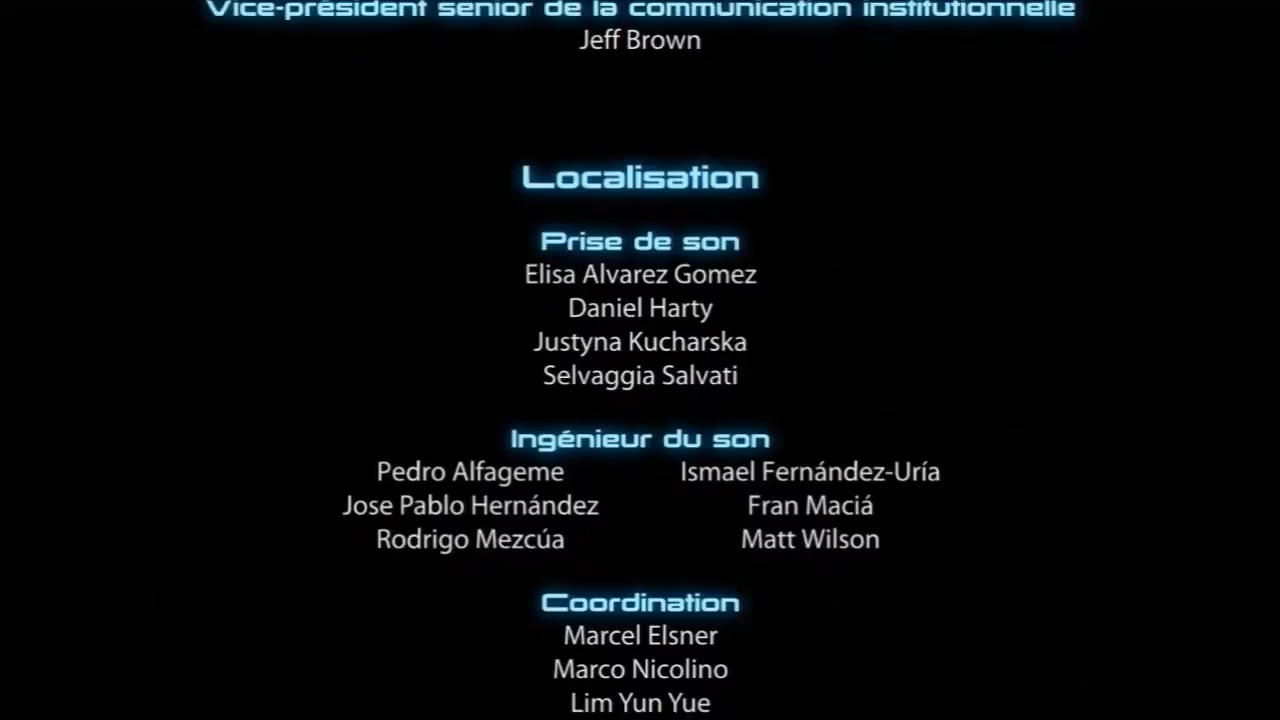 Vice-président senior de la communication institutionnelle
Jeff Brown
Localisation
Prise de son
Elisa Alvarez Gomez
Daniel Harty
Justyna Kucharska
Selvaggia Salvati
Ingénieur du son
Pedro Alfageme Ismael Fernández-Uría
Jose Pablo Hernández Fran Maciá
Rodrigo Mezcúa Matt Wilson
Coordination
Marcel Elsner
Marco Nicolino
Lim Yun Yue